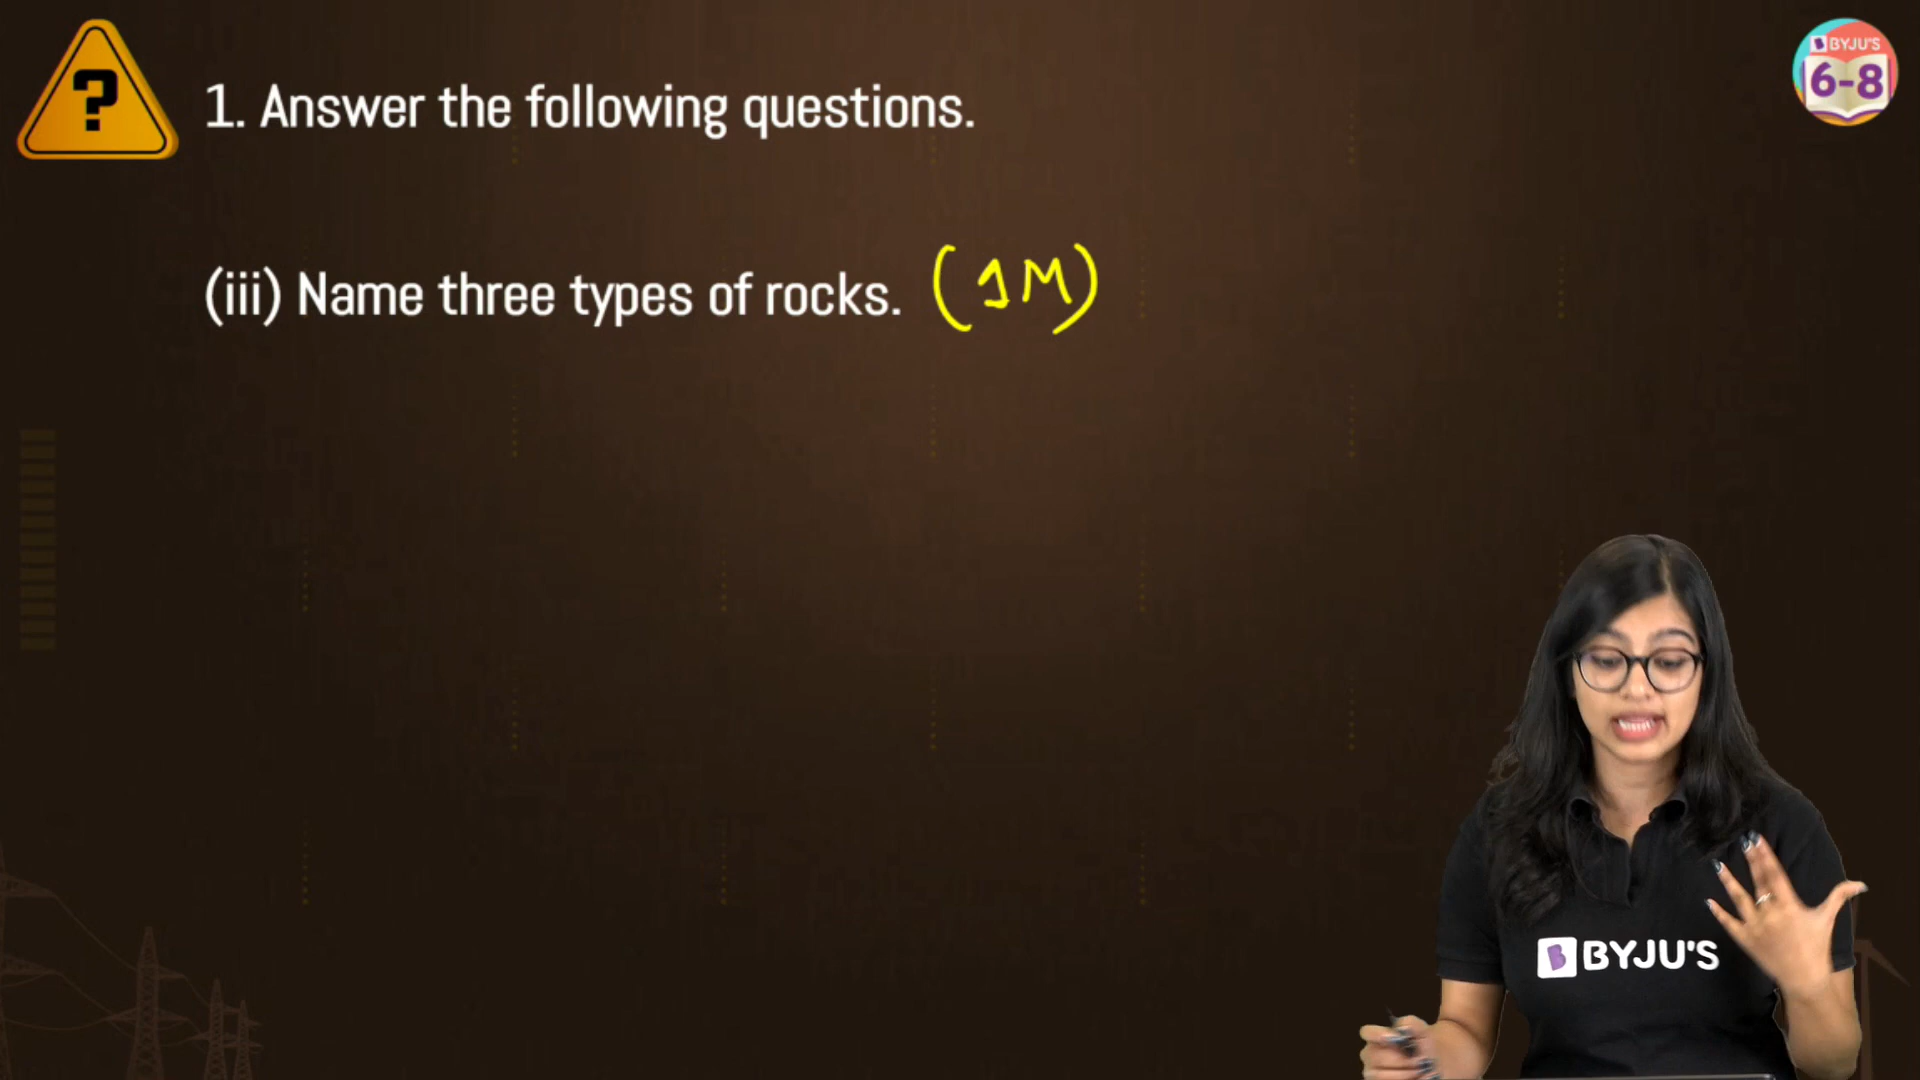 ?
BYJU'S
6-8
1. Answer the following questions.
(iii) Name three types of rocks. (1M)
BYJU'S